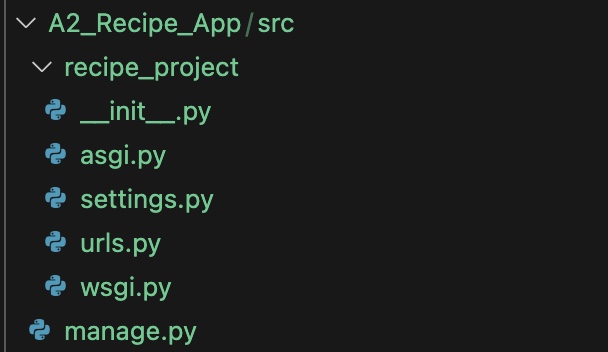 A2_Recipe_App/src
recipe_project
__init__.py
asgi.py
settings.py
urls.py
wsgi.py
manage.py